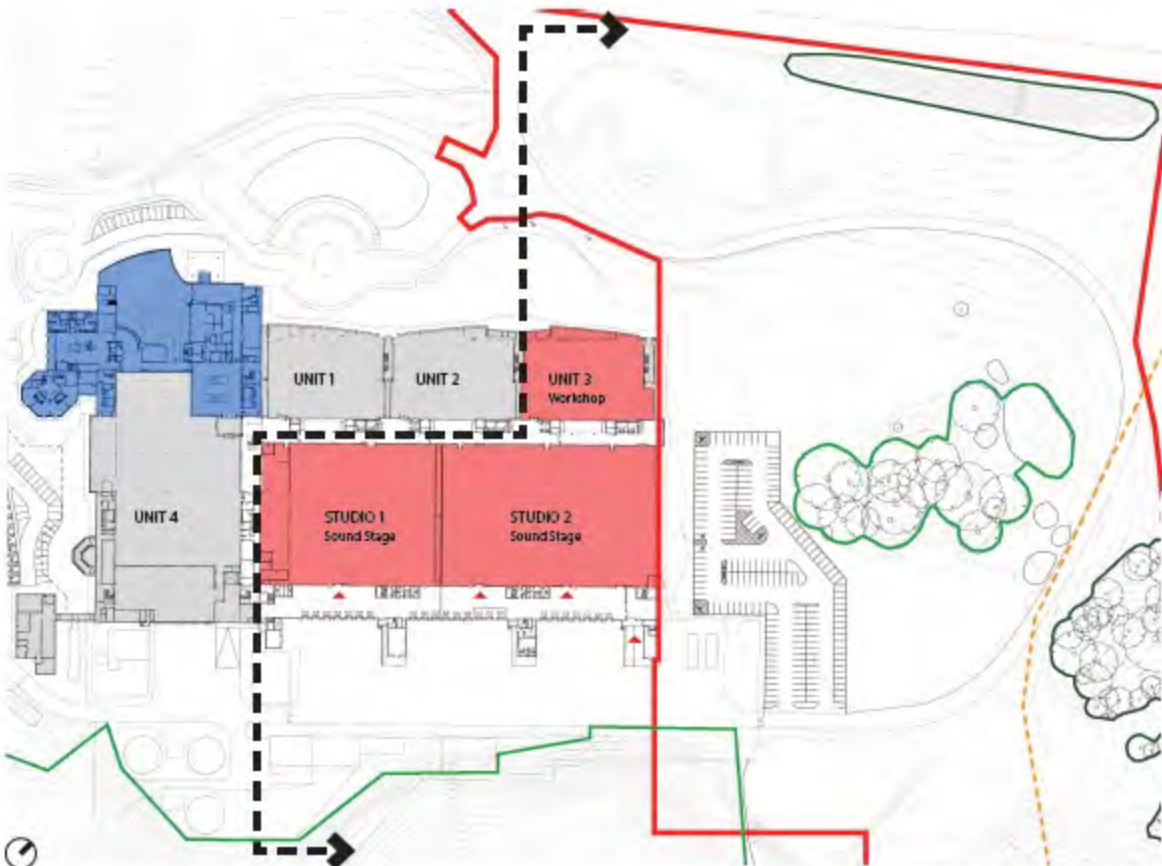 UNIT 1
UNIT 2
UNIT 3
Workshop
UNIT 4
STUDIO 1
Sound Stage
STUDIO 2
Sound Stage